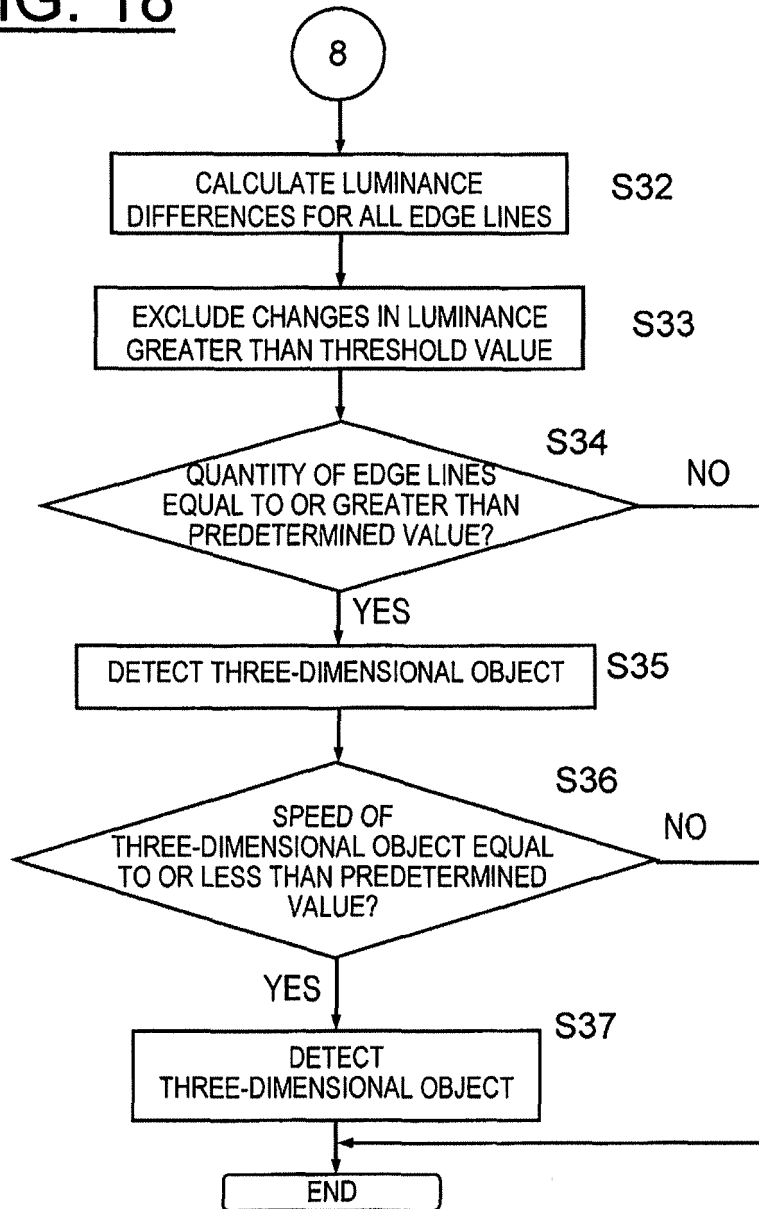 IG. 18
8
CALCULATE LUMINANCE
DIFFERENCES FOR ALL EDGE LINES
S32
EXCLUDE CHANGES IN LUMINANCE
GREATER THAN THRESHOLD VALUE
S33
S34
QUANTITY OF EDGE LINES
EQUAL TO OR GREATER THAN
PREDETERMINED VALUE?
NO
YES
DETECT THREE-DIMENSIONAL OBJECT
S35
S36
SPEED OF
THREE-DIMENSIONAL OBJECT EQUAL
TO OR LESS THAN PREDETERMINED
VALUE?
NO
YES
S37
DETECT
THREE-DIMENSIONAL OBJECT
END